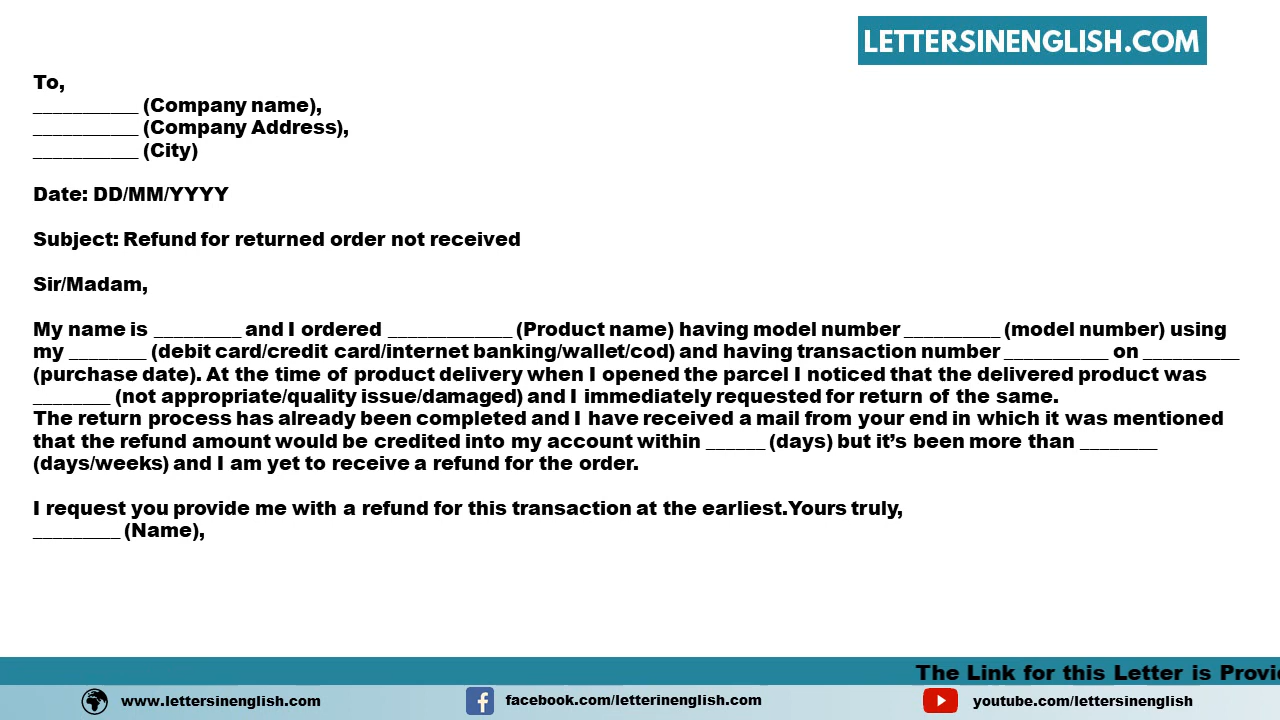 LETTERSINENGLISH.COM
To,
___________ (Company name),
___________ (Company Address),
___________ (City)
Date: DD/MM/YYYY
Subject: Refund for returned order not received
Sir/Madam,
My name is _________ and I ordered _____________ (Product name) having model number __________ (model number) using
my ________ (debit card/credit card/internet banking/wallet/cod) and having transaction number ___________ on __________
(purchase date). At the time of product delivery when I opened the parcel I noticed that the delivered product was
________ (not appropriate/quality issue/damaged) and I immediately requested for return of the same.
The return process has already been completed and I have received a mail from your end in which it was mentioned
that the refund amount would be credited into my account within ______ (days) but it’s been more than ________
(days/weeks) and I am yet to receive a refund for the order.
I request you provide me with a refund for this transaction at the earliest.Yours truly,
_________ (Name),
The Link for this Letter is
www.lettersinenglish.com
facebook.com/letterinenglish.com
youtube.com/lettersinenglish